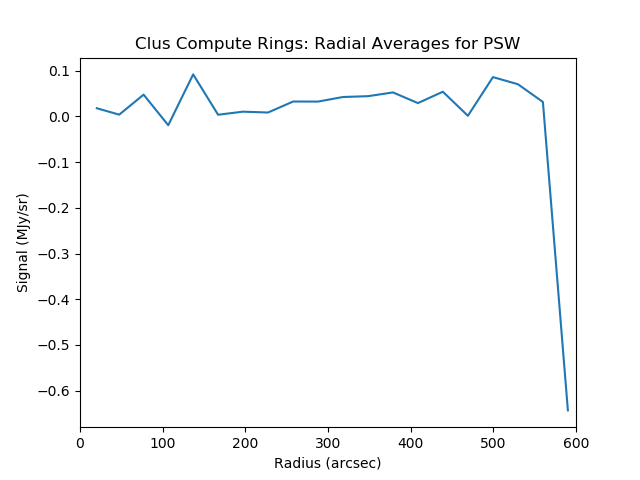 Clus Compute Rings: Radial Averages for PSW
0.1
0.0
−0.1
−0.2
−0.3
−0.4
−0.5
−0.6
Signal (MJy/sr)
0 100 200 300 400 500 600
Radius (arcsec)